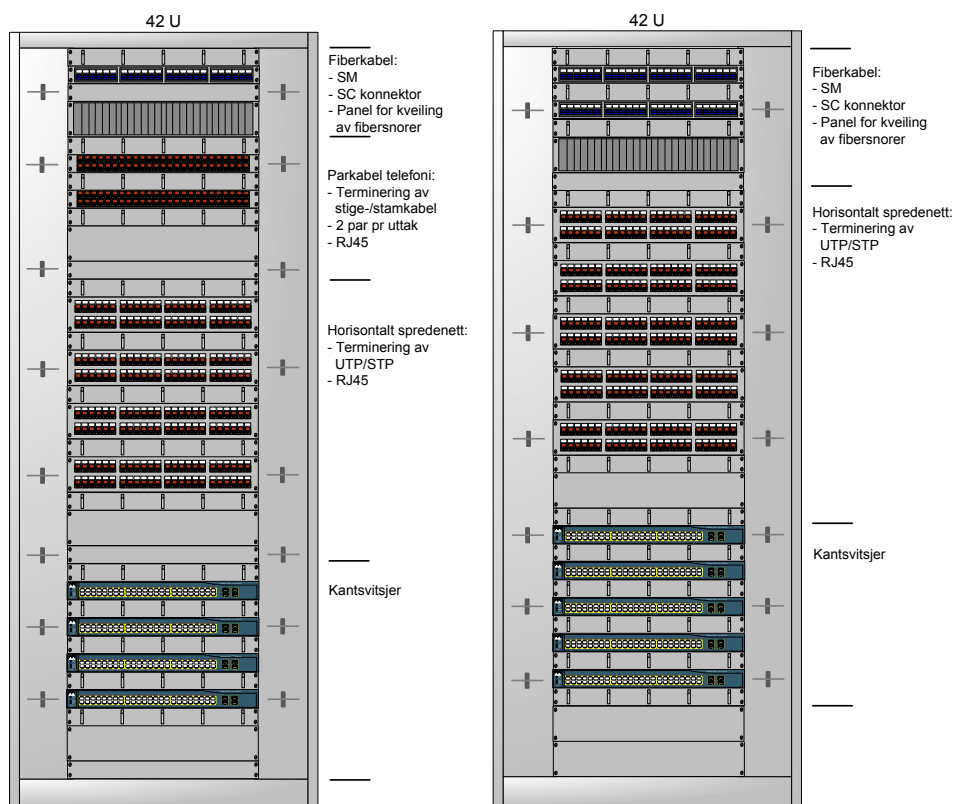 42 U
Fiberkabel:
- SM
- SC konnektor
- Panel for kveiling
av fibersnorer
Parkabel telefoni:
- Terminering av
stige-/stamkabel
- 2 par pr uttak
- RJ45
Horisontalt spredenett:
- Terminering av
UTP/STP
- RJ45
Kantsvitsjer
42 U
Fiberkabel:
- SM
- SC konnektor
- Panel for kveiling
av fibersnorer
Horisontalt spredenett:
- Terminering av
UTP/STP
- RJ45
Kantsvitsjer